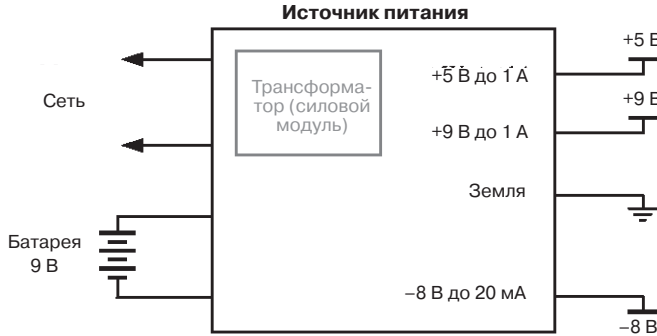 Источник питания
+5 В
Трансформа-
тор (силовой
модуль)
+5 В до 1 А
Сеть
+9 В
+9 В до 1 А
Земля
Батарея
9 В
−8 В до 20 мА
−8 В